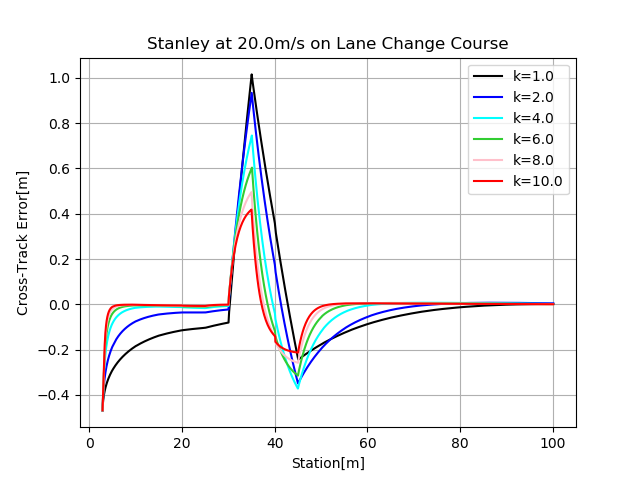 Stanley at 20.0m/s on Lane Change Course
k=1.0
k=2.0
k=4.0
k=6.0
k=8.0
k=10.0
Cross-Track Error[m]
1.0
0.8
0.6
0.4
0.2
0.0
−0.2
−0.4
0 20 40 60 80 100
Station[m]